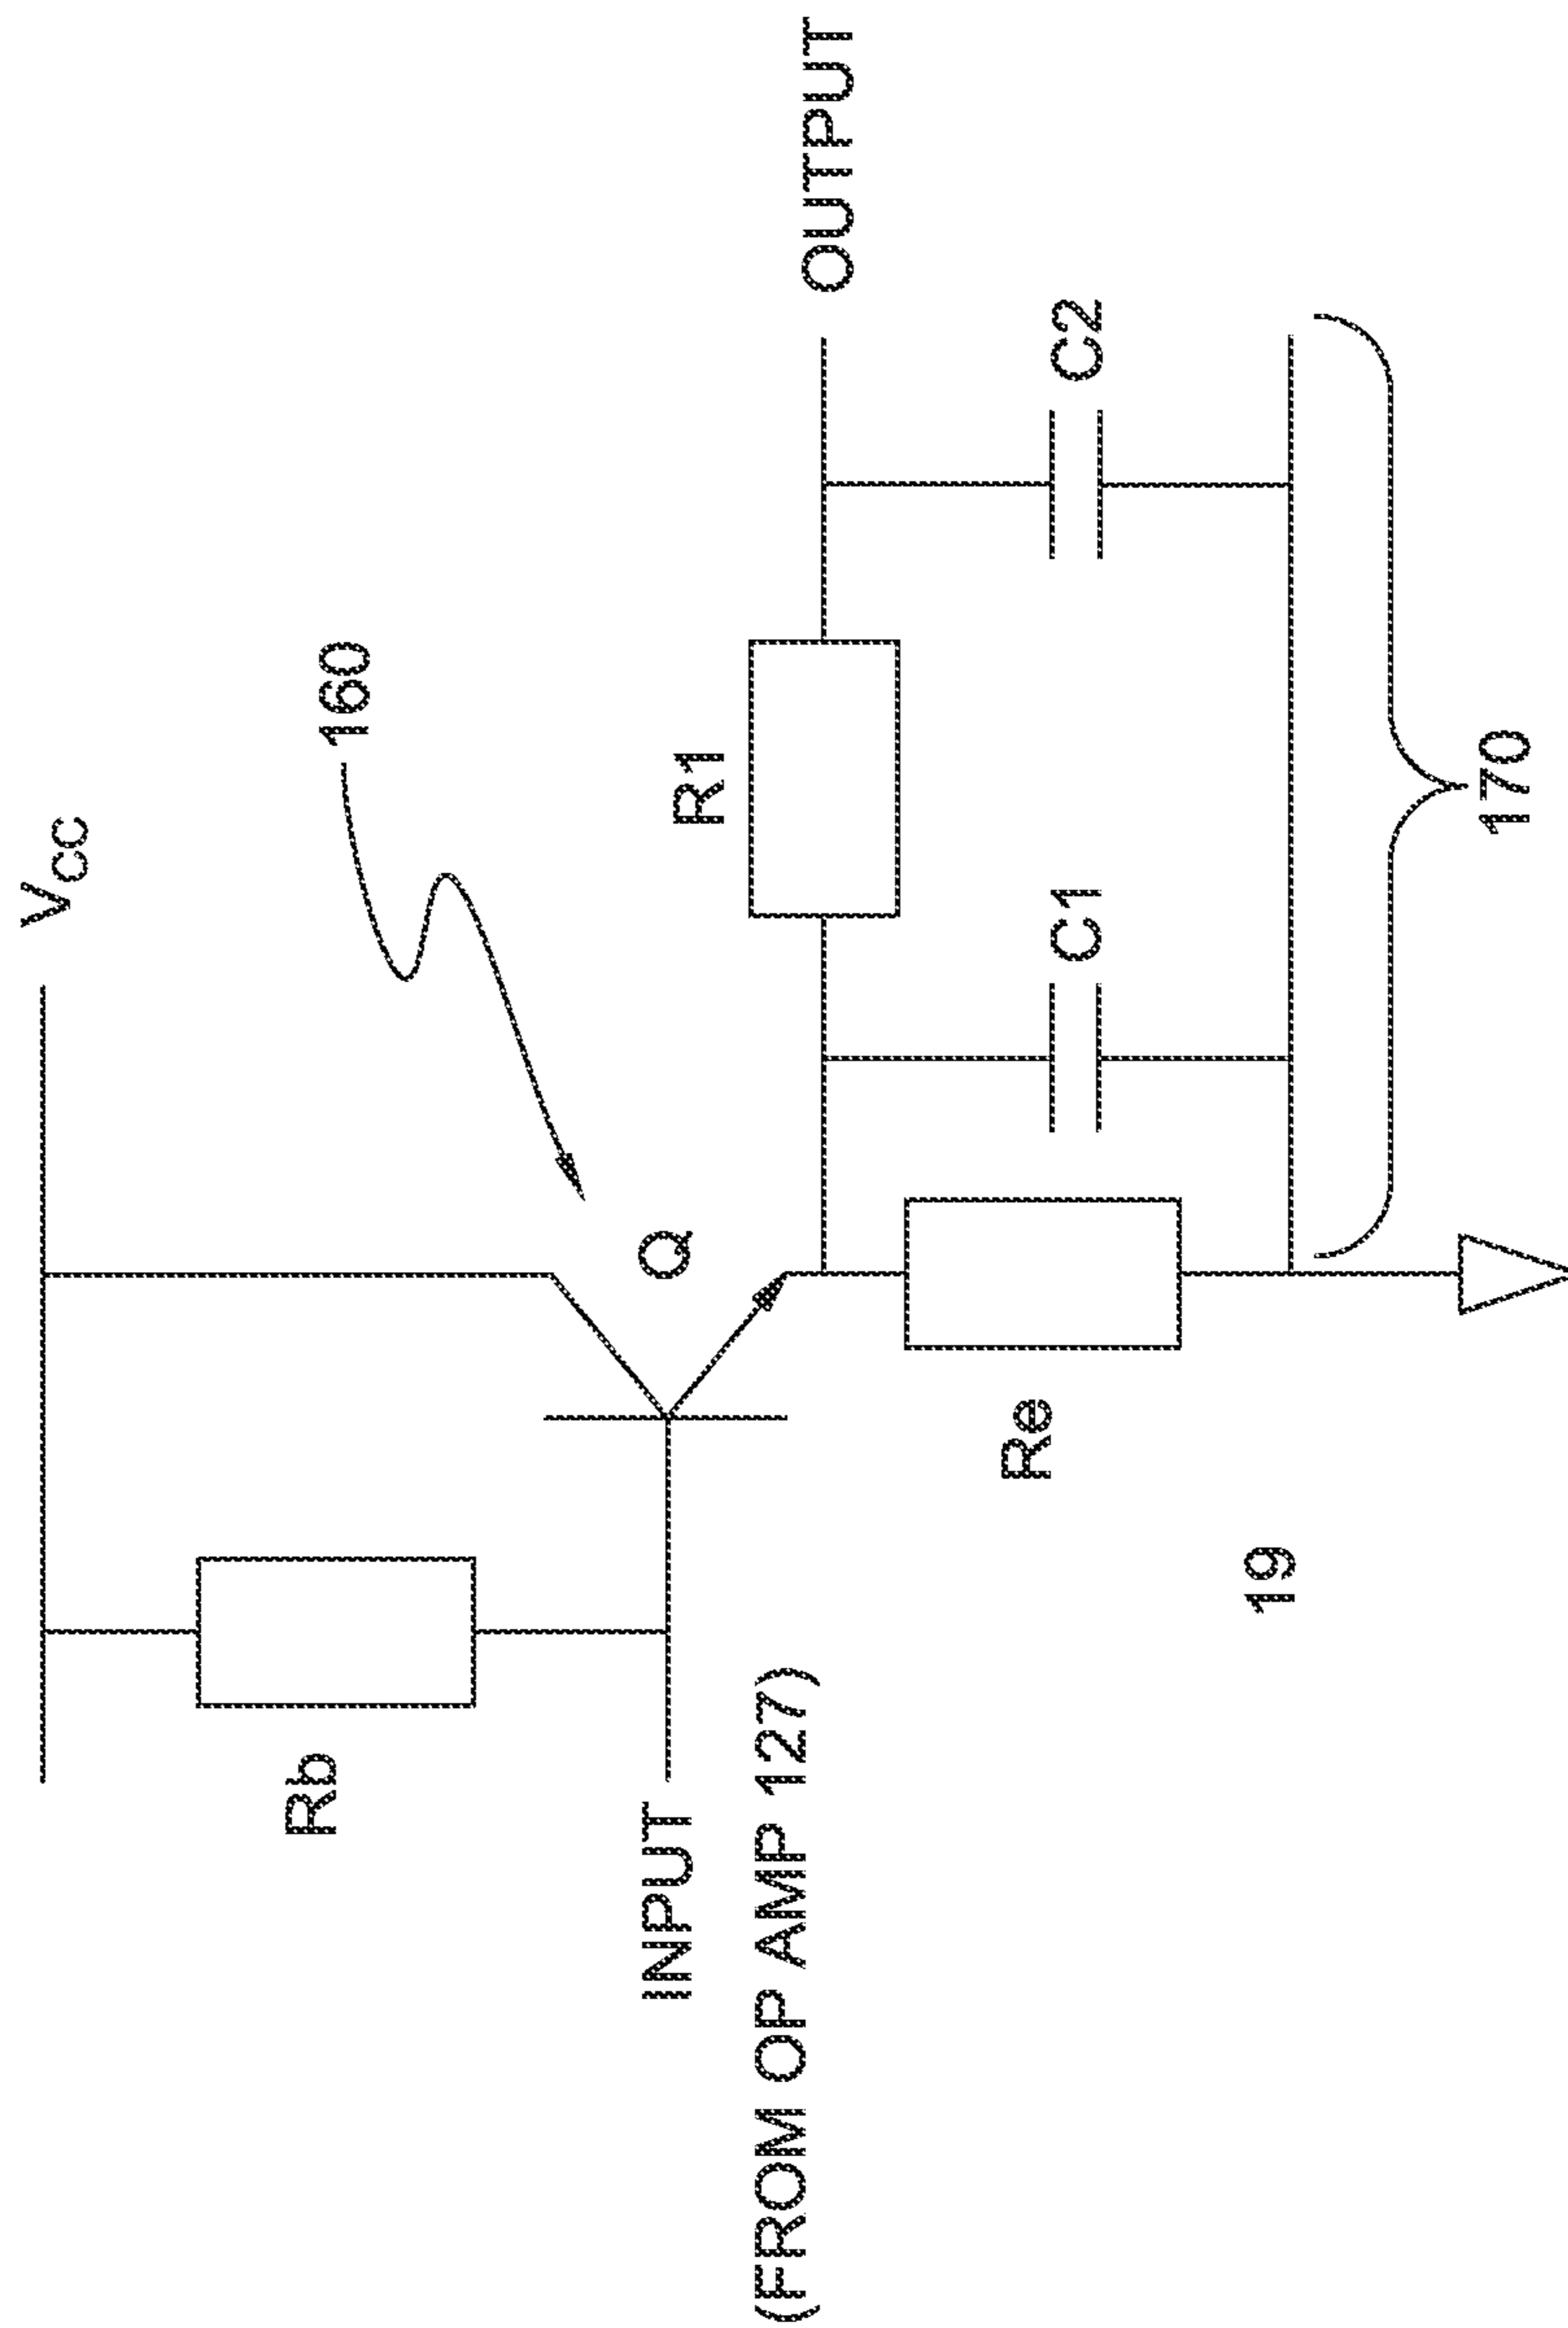 VCC
160
Rb
Q
R1
INPUT
OUTPUT
(FROM OP AMP 127)
Re
C1
C2
19
170